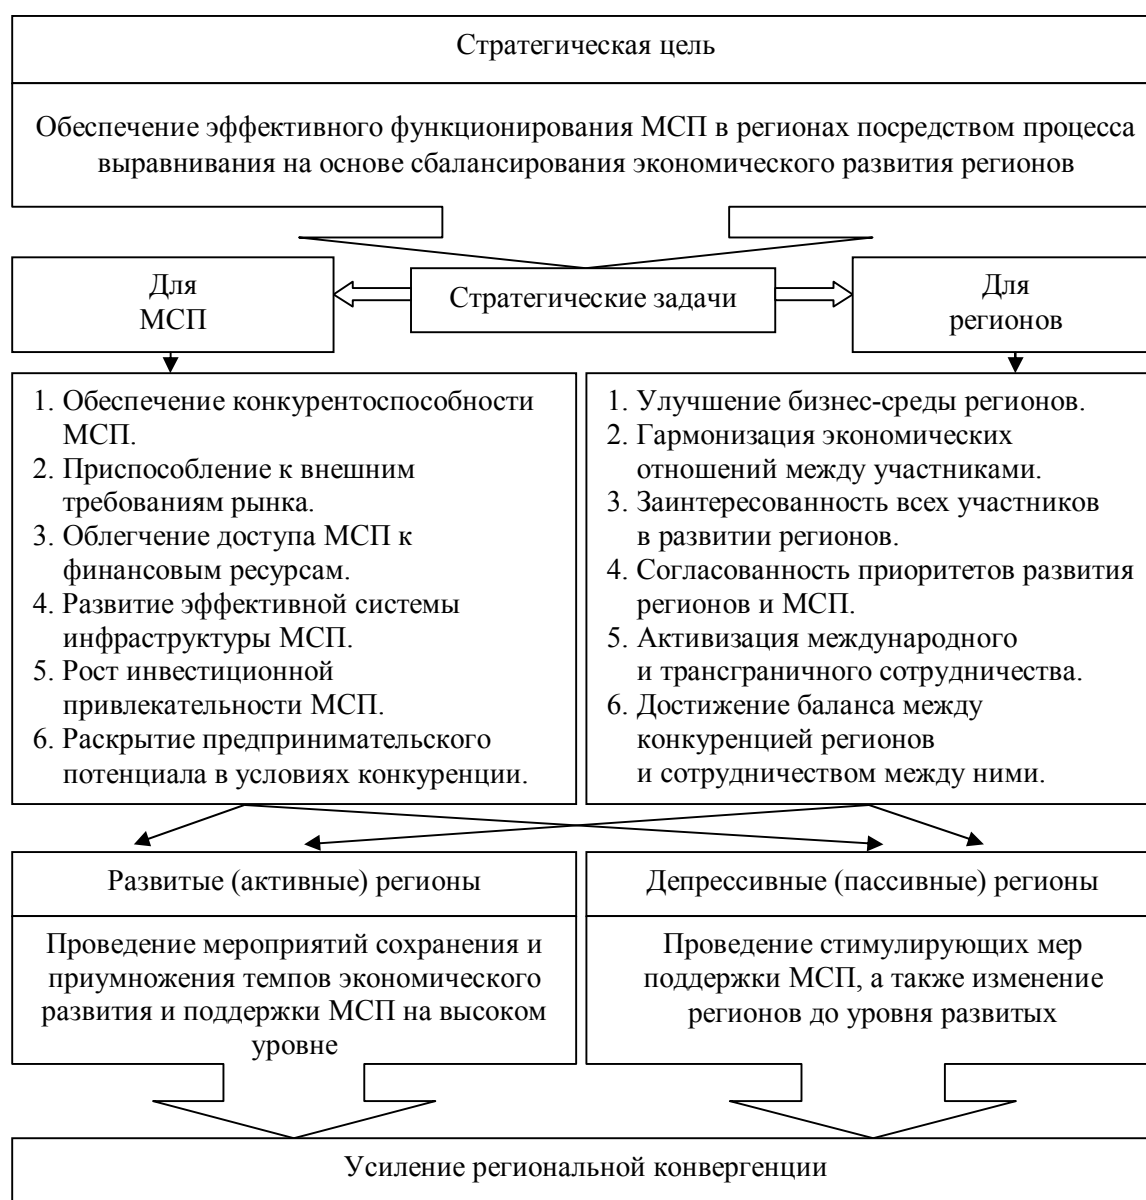 Стратегическая цель
Обеспечение эффективного функционирования МСП в регионах посредством процесса
выравнивания на основе сбалансирования экономического развития регионов
Для
МСП
Стратегические задачи
Для
регионов
1. Обеспечение конкурентоспособности
МСП.
2. Приспособление к внешним
требованиям рынка.
3. Облегчение доступа МСП к
финансовым ресурсам.
4. Развитие эффективной системы
инфраструктуры МСП.
5. Рост инвестиционной
привлекательности МСП.
6. Раскрытие предпринимательского
потенциала в условиях конкуренции.
1. Улучшение бизнес-среды регионов.
2. Гармонизация экономических
отношений между участниками.
3. Заинтересованность всех участников
в развитии регионов.
4. Согласованность приоритетов развития
регионов и МСП.
5. Активизация международного
и трансграничного сотрудничества.
6. Достижение баланса между
конкуренцией регионов
и сотрудничеством между ними.
Развитые (активные) регионы
Проведение мероприятий сохранения и
приумножения темпов экономического
развития и поддержки МСП на высоком
уровне
Депрессивные (пассивные) регионы
Проведение стимулирующих мер
поддержки МСП, а также изменение
регионов до уровня развитых
Усиление региональной конвергенции